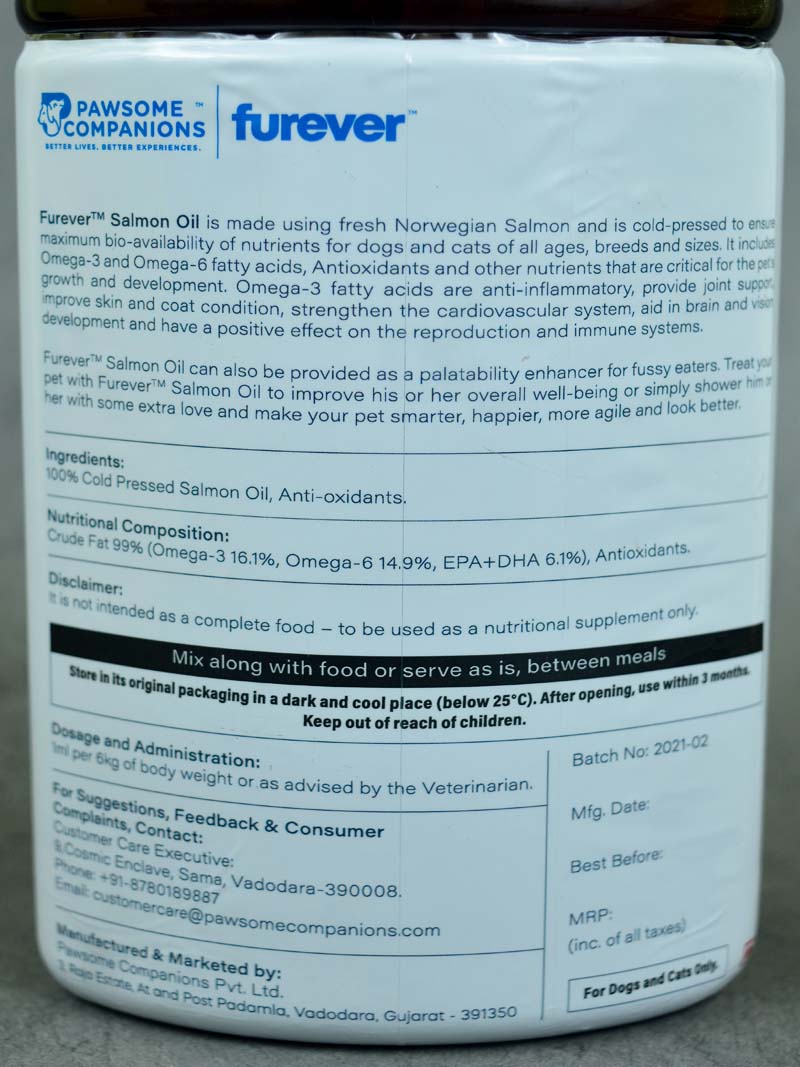 PAWSOME ™
COMPANIONS
BETTER LIVES. BETTER EXPERIENCES.
furever™
Furever™ Salmon Oil is made using fresh Norwegian Salmon and is cold-pressed to ensure
maximum bio-availability of nutrients for dogs and cats of all ages, breeds and sizes. It includes
Omega-3 and Omega-6 fatty acids, Antioxidants and other nutrients that are critical for the pet's
growth and development. Omega-3 fatty acids are anti-inflammatory, provide joint support,
improve skin and coat condition, strengthen the cardiovascular system, aid in brain and vision
development and have a positive effect on the reproduction and immune systems.
Furever™ Salmon Oil can also be provided as a palatability enhancer for fussy eaters. Treat your
pet with Furever™ Salmon Oil to improve his or her overall well-being or simply shower him or
her with some extra love and make your pet smarter, happier, more agile and look better.
Ingredients:
100% Cold Pressed Salmon Oil, Anti-oxidants.
Nutritional Composition:
Crude Fat 99% (Omega-3 16.1%, Omega-6 14.9%, EPA+DHA 6.1%), Antioxidants.
Disclaimer:
It is not intended as a complete food – to be used as a nutritional supplement only.
Mix along with food or serve as is, between meals
Store in its original packaging in a dark and cool place (below 25°C). After opening, use within 3 months.
Keep out of reach of children.
Dosage and Administration:
1ml per 6kg of body weight or as advised by the Veterinarian.
For Suggestions, Feedback & Consumer
Complaints, Contact:
Customer Care Executive:
Cosmic Enclave, Sama, Vadodara-390008.
Phone: +91-8780189887
Email: customercare@pawsomecompanions.com
Manufactured & Marketed by:
Pawsome Companions Pvt. Ltd.
Raja Estate, At and Post Padamla, Vadodara, Gujarat - 391350
Batch No: 2021-02
Mfg. Date:
Best Before:
MRP:
(inc. of all taxes)
For Dogs and Cats Only.